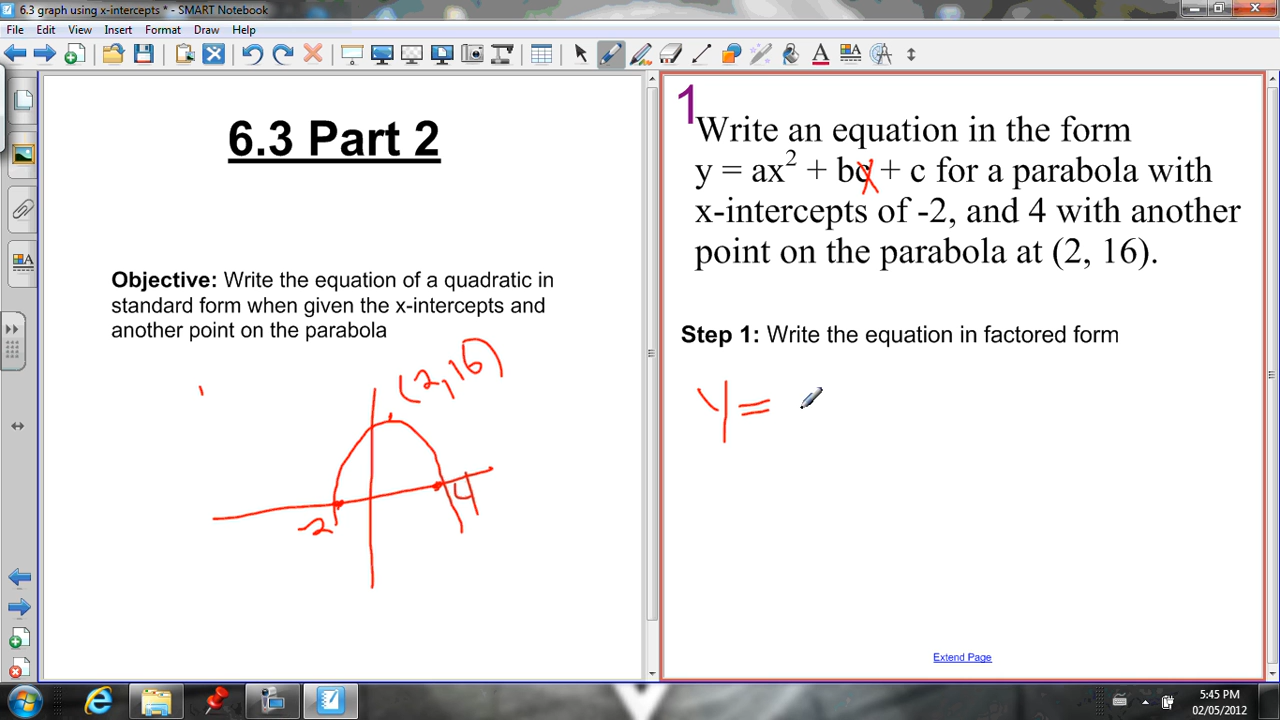 6.3 graph using x-intercepts * - SMART Notebook
File Edit View Insert Format Draw Help
6.3 Part 2
Objective: Write the equation of a quadratic in
standard form when given the x-intercepts and
another point on the parabola
(2,16)
-2
4
1
Write an equation in the form
y = ax² + bx + c for a parabola with
x-intercepts of -2, and 4 with another
point on the parabola at (2, 16).
Step 1: Write the equation in factored form
y =
Extend Page
5:45 PM
02/05/2012